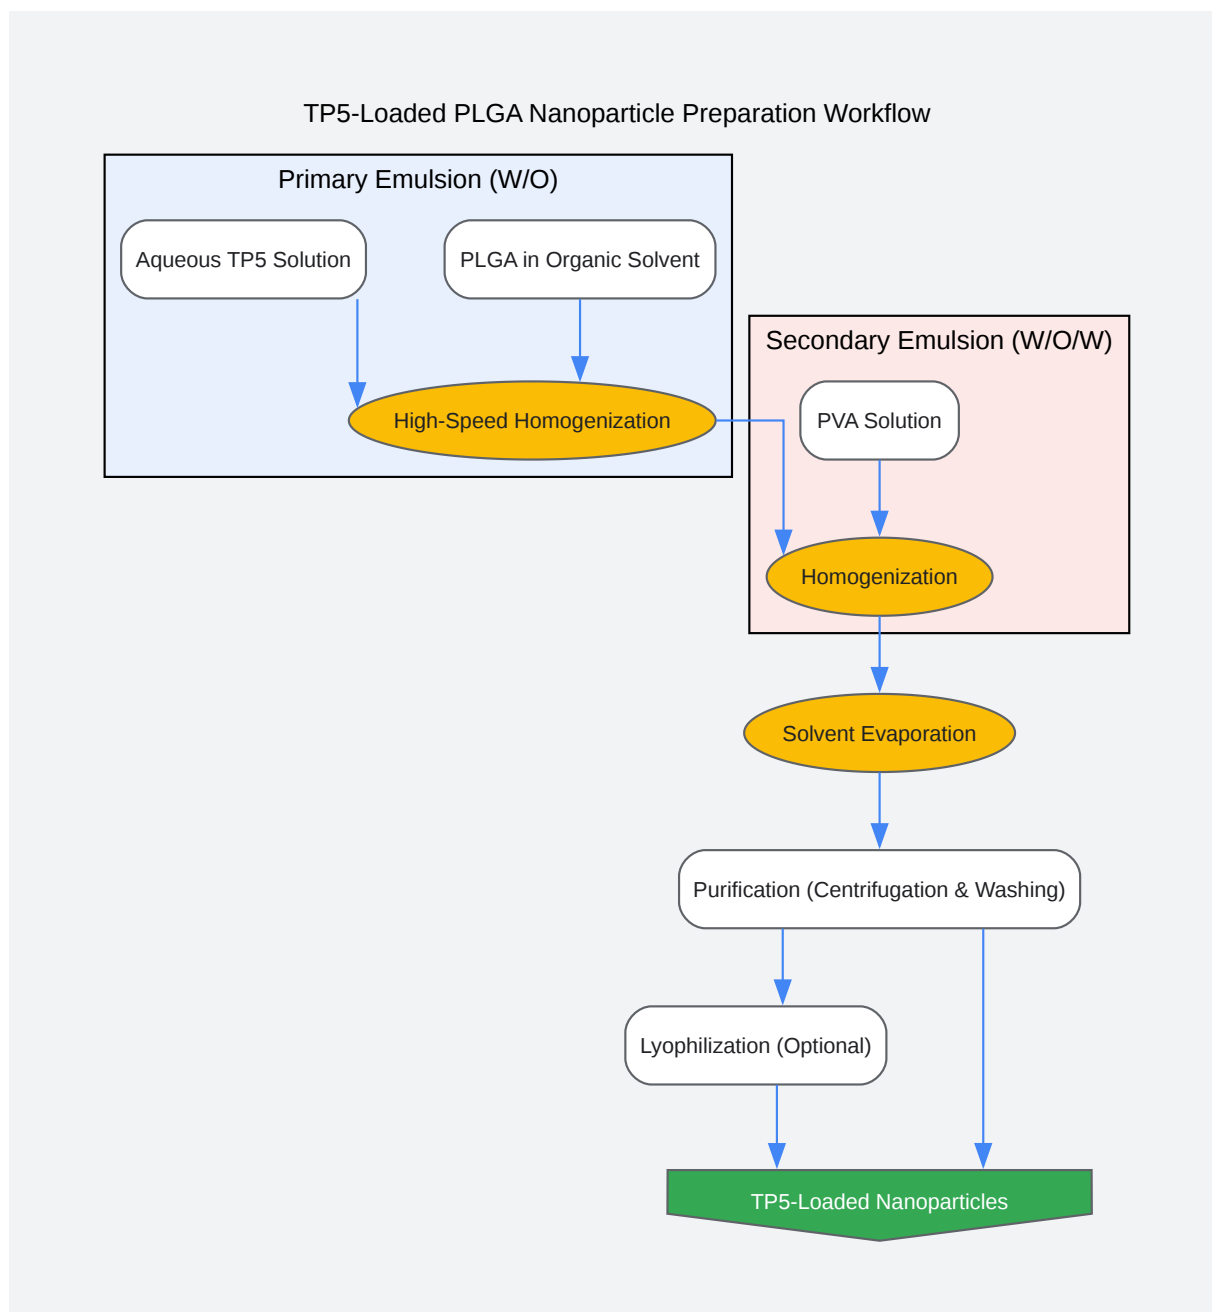 TP5-Loaded PLGA Nanoparticle Preparation Workflow
Primary Emulsion (W/O)
Aqueous TP5 Solution
PLGA in Organic Solvent
High-Speed Homogenization
Secondary Emulsion (W/O/W)
PVA Solution
Homogenization
Solvent Evaporation
Purification (Centrifugation & Washing)
Lyophilization (Optional)
TP5-Loaded Nanoparticles